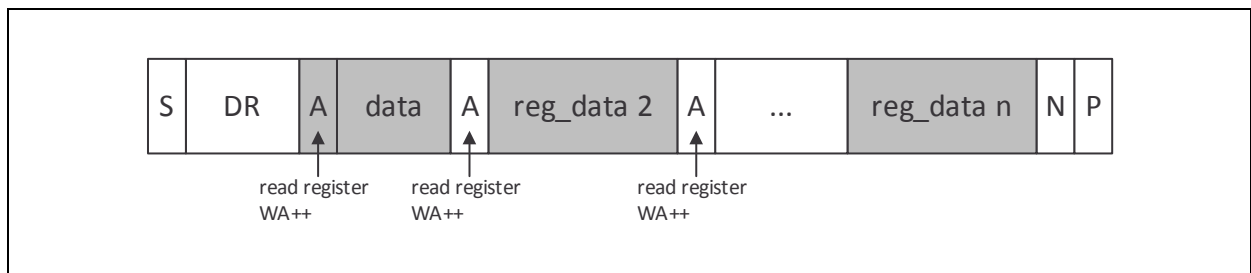 S DR A data A reg_data 2 A ... reg_data n N P
read register read register read register
WA++ WA++ WA++